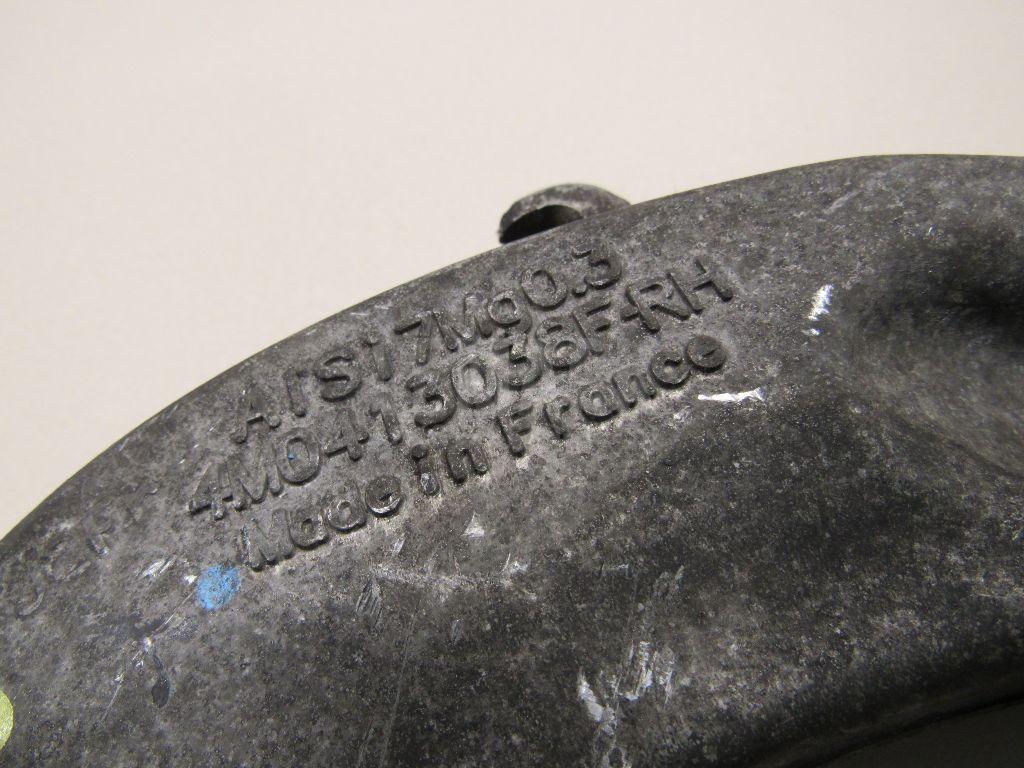 AlSi7Mg0.3
4M0413038F-RH
Made in France